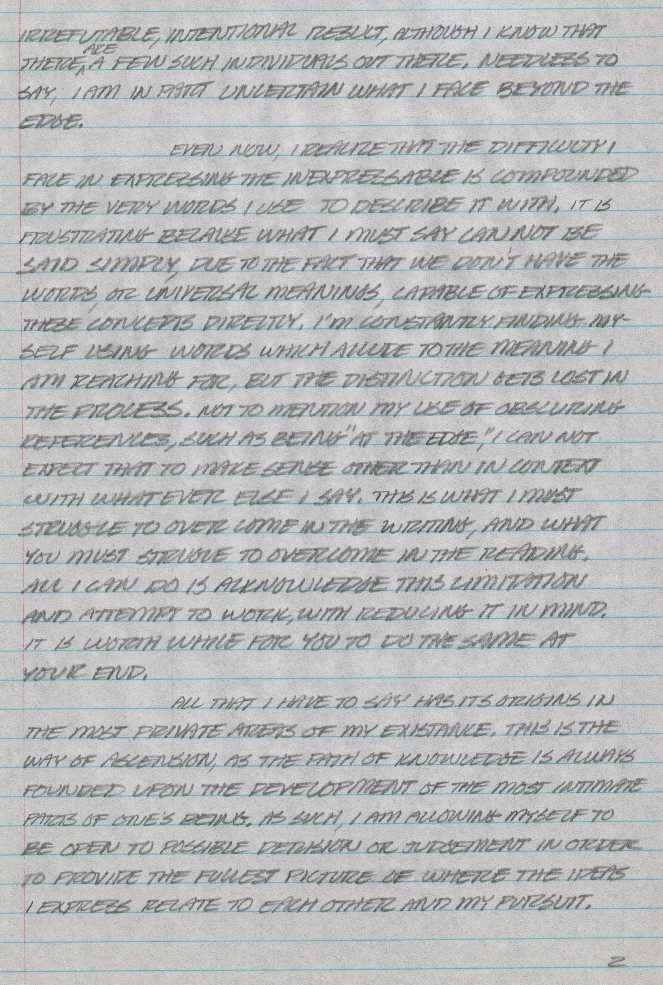 IRREFUTABLE, INTENTIONAL RESULT, ALTHOUGH I KNOW THAT
THERE ARE A FEW SUCH INDIVIDUALS OUT THERE. NEEDLESS TO
SAY, I AM IN PART UNCERTAIN WHAT I FACE BEYOND THE
EDGE.
EVEN NOW, I REALIZE THAT THE DIFFICULTY I
FACE IN EXPRESSING THE INEXPRESSABLE IS COMPOUNDED
BY THE VERY WORDS I USE TO DESCRIBE IT WITH. IT IS
FRUSTRATING BECAUSE WHAT I MUST SAY CAN NOT BE
SAID SIMPLY, DUE TO THE FACT THAT WE DON'T HAVE THE
WORDS, OR UNIVERSAL MEANINGS, CAPABLE OF EXPRESSING
THESE CONCEPTS DIRECTLY. I'M CONSTANTLY FINDING MY-
SELF USING WORDS WHICH ALLUDE TO THE MEANING I
AM REACHING FOR, BUT THE DISTINCTION GETS LOST IN
THE PROCESS. NOT TO MENTION MY USE OF OBSCURING
REFERENCES, SUCH AS BEING "AT THE EDGE," I CAN NOT
EXPECT THAT TO MAKE SENSE OTHER THAN IN CONTEXT
WITH WHAT EVER ELSE I SAY. THIS IS WHAT I MUST
STRUGGLE TO OVER COME IN THE WRITING, AND WHAT
YOU MUST STRUGLE TO OVERCOME IN THE READING.
ALL I CAN DO IS ACKNOWLEDGE THIS LIMITATION
AND ATTEMPT TO WORK, WITH REDUCING IT IN MIND.
IT IS WORTH WHILE FOR YOU TO DO THE SAME AT
YOUR END.
ALL THAT I HAVE TO SAY HAS ITS ORIGINS IN
THE MOST PRIVATE AREAS OF MY EXISTANCE. THIS IS THE
WAY OF ASCENSION, AS THE PATH OF KNOWLEDGE IS ALWAYS
FOUNDED UPON THE DEVELOPMENT OF THE MOST INTIMATE
PARTS OF ONE'S BEING. AS SUCH, I AM ALLOWING MYSELF TO
BE OPEN TO POSSIBLE DERISION OR JUDGEMENT IN ORDER
TO PROVIDE THE FULLEST PICTURE OF WHERE THE IDEAS
I EXPRESS RELATE TO EACH OTHER AND MY PURSUIT.
2